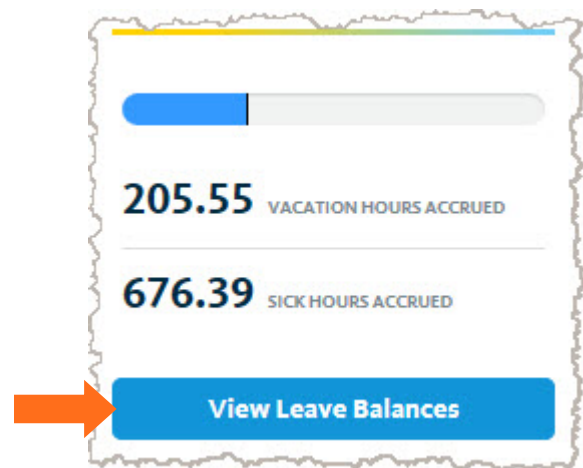 205.55 VACATION HOURS ACCRUED
676.39 SICK HOURS ACCRUED
View Leave Balances